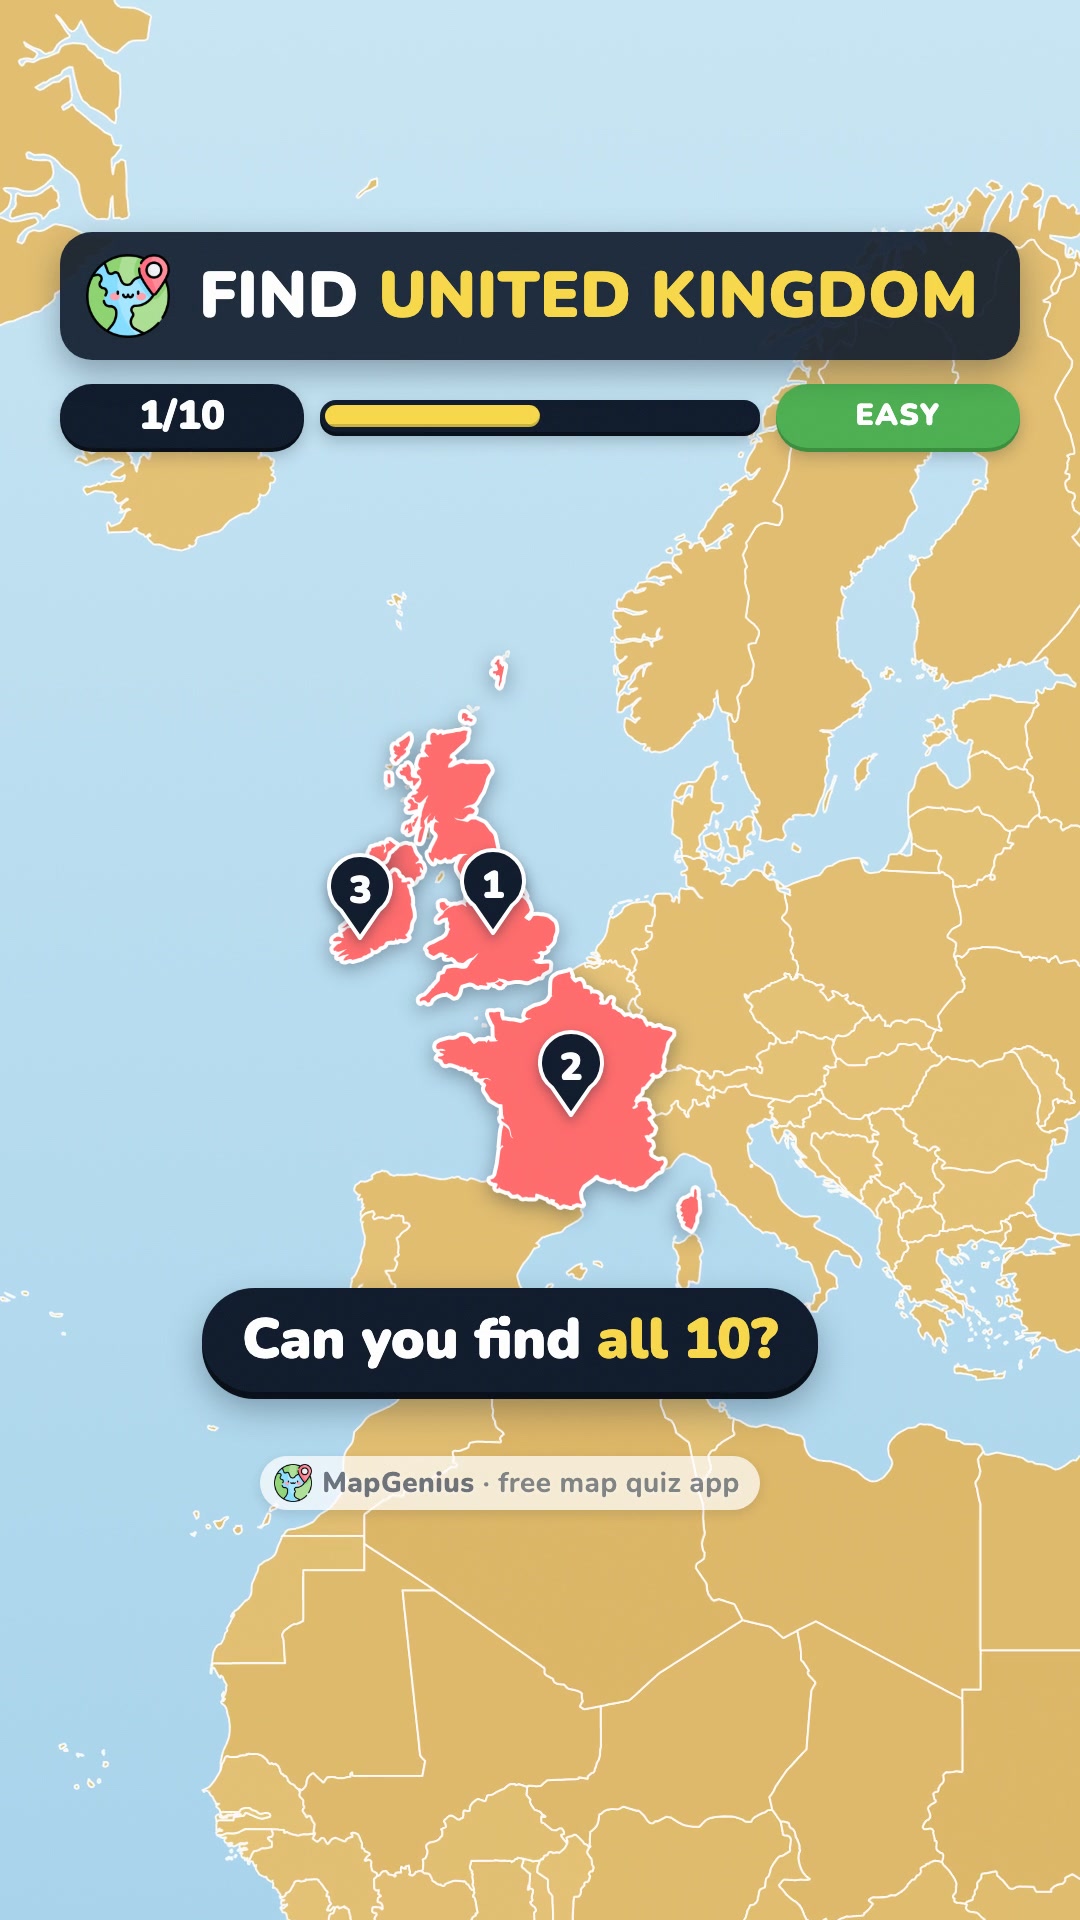 FIND UNITED KINGDOM
1/10
EASY
3
1
2
Can you find all 10?
MapGenius · free map quiz app